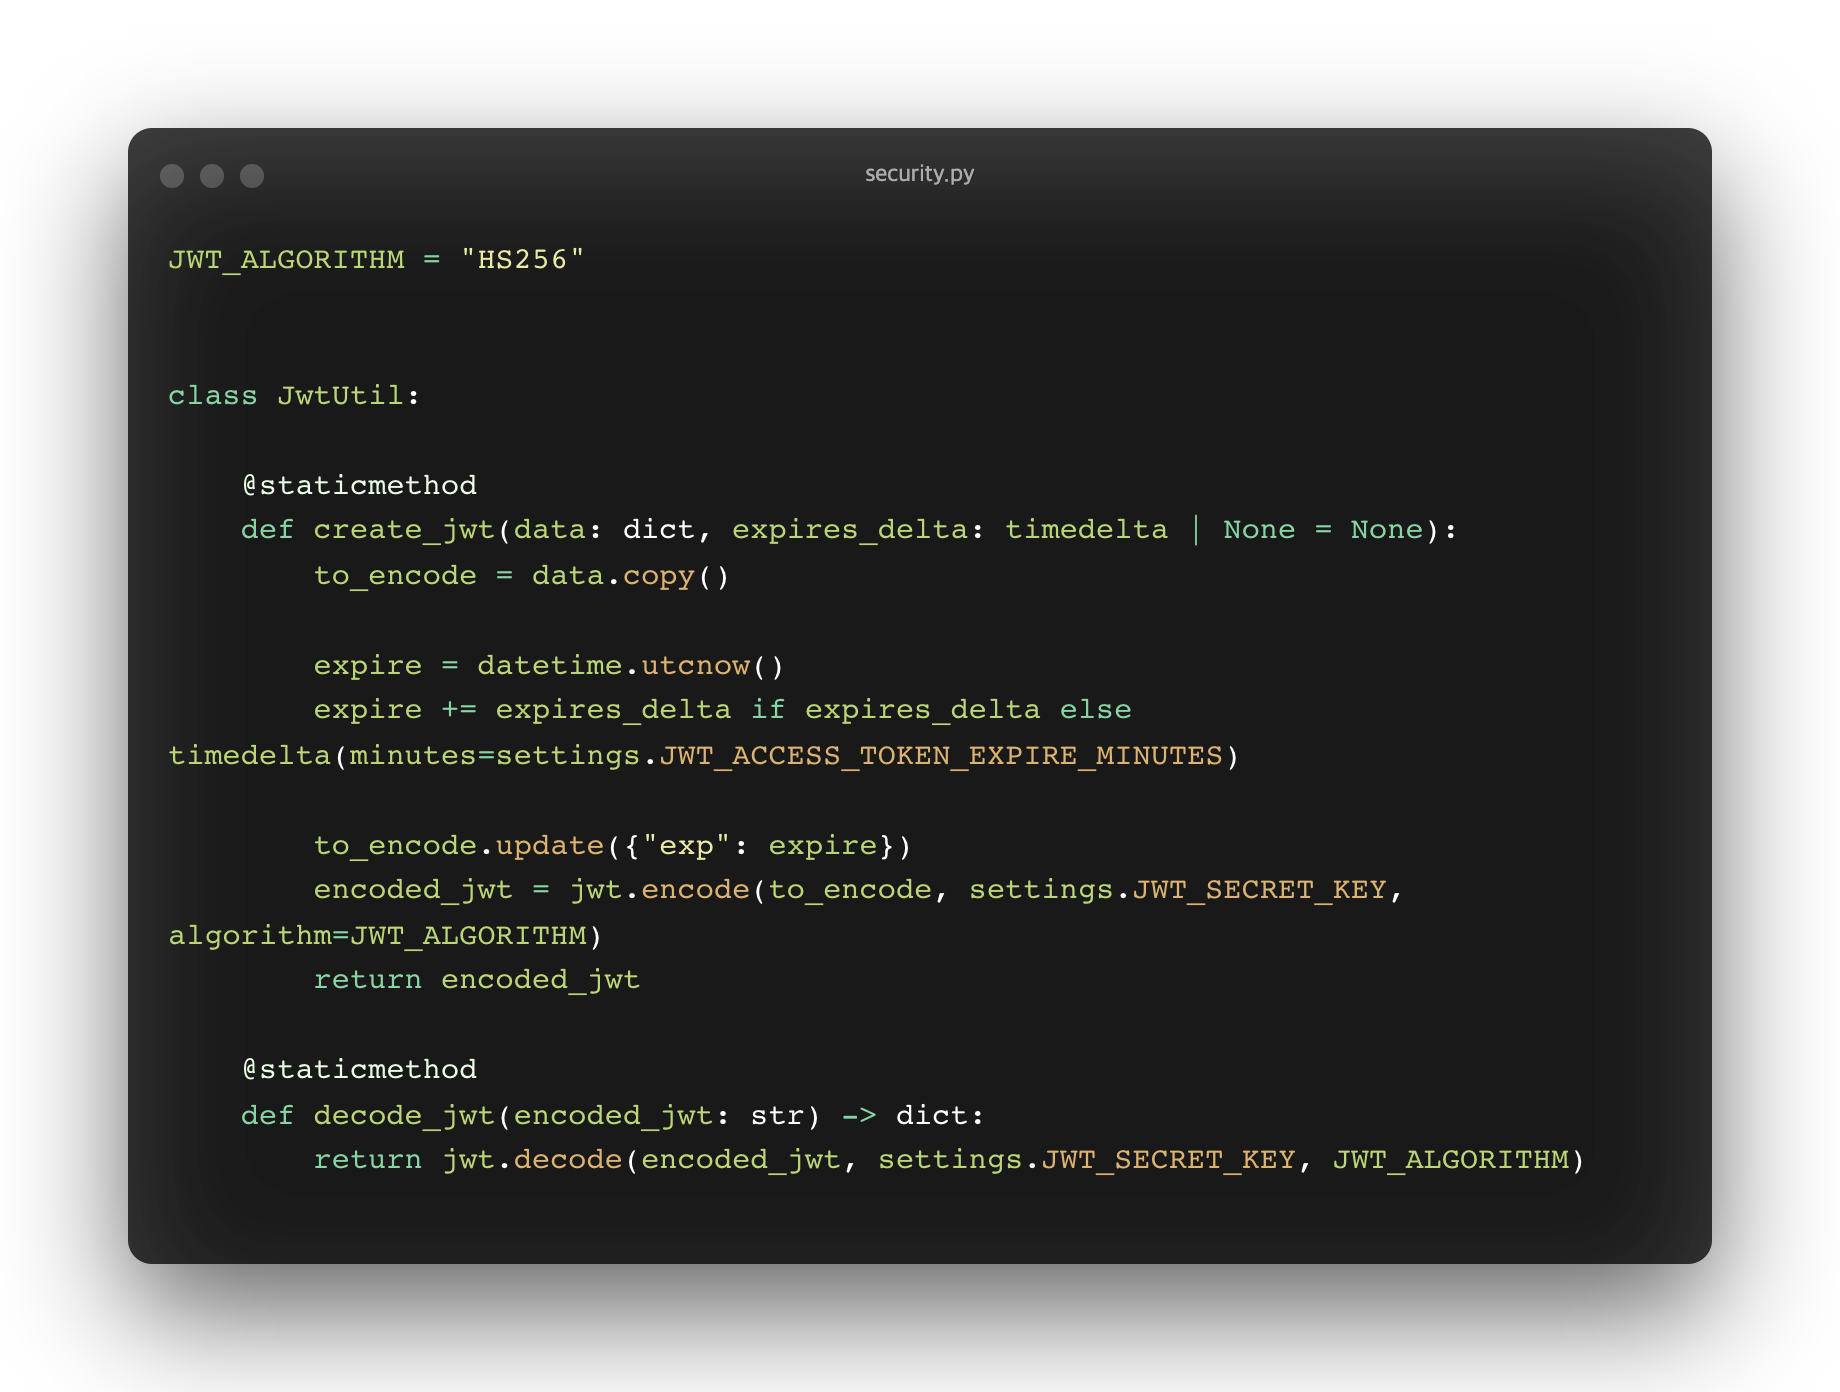 security.py
JWT_ALGORITHM = "HS256"
class JwtUtil:
    @staticmethod
    def create_jwt(data: dict, expires_delta: timedelta | None = None):
        to_encode = data.copy()
        expire = datetime.utcnow()
        expire += expires_delta if expires_delta else
timedelta(minutes=settings.JWT_ACCESS_TOKEN_EXPIRE_MINUTES)
        to_encode.update({"exp": expire})
        encoded_jwt = jwt.encode(to_encode, settings.JWT_SECRET_KEY,
algorithm=JWT_ALGORITHM)
        return encoded_jwt
    @staticmethod
    def decode_jwt(encoded_jwt: str) -> dict:
        return jwt.decode(encoded_jwt, settings.JWT_SECRET_KEY, JWT_ALGORITHM)